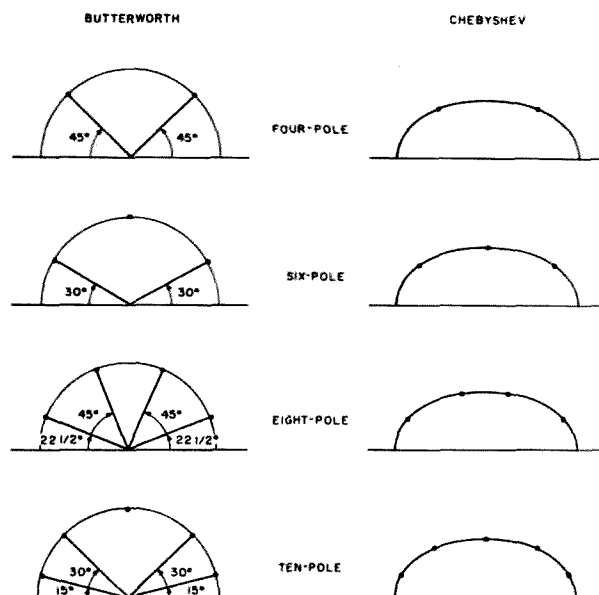 BUTTERWORTH CHEBYSHEV
45° 45° FOUR-POLE
30° 30° SIX-POLE
45° 45° EIGHT-POLE
22 1/2° 22 1/2°
30° 30° TEN-POLE
15° 15°